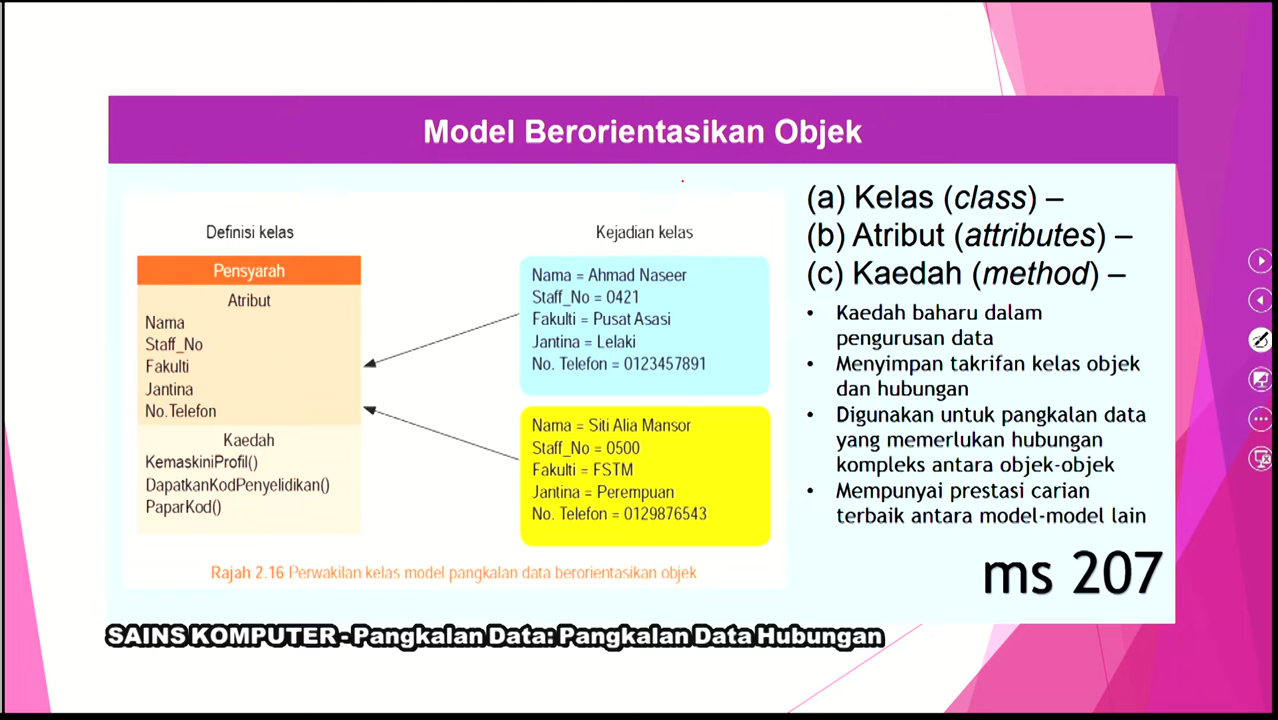 Model Berorientasikan Objek
Definisi kelas
Pensyarah
Atribut
Nama
Staff_No
Fakulti
Jantina
No.Telefon
Kaedah
KemaskiniProfil()
DapatkanKodPenyelidikan()
PaparKod()
Kejadian kelas
Nama = Ahmad Naseer
Staff_No = 0421
Fakulti = Pusat Asasi
Jantina = Lelaki
No. Telefon = 0123457891
Nama = Siti Alia Mansor
Staff_No = 0500
Fakulti = FSTM
Jantina = Perempuan
No. Telefon = 0129876543
Rajah 2.16 Perwakilan kelas model pangkalan data berorientasikan objek
(a) Kelas (class) –
(b) Atribut (attributes) –
(c) Kaedah (method) –
• Kaedah baharu dalam
pengurusan data
• Menyimpan takrifan kelas objek
dan hubungan
• Digunakan untuk pangkalan data
yang memerlukan hubungan
kompleks antara objek-objek
• Mempunyai prestasi carian
terbaik antara model-model lain
ms 207
SAINS KOMPUTER - Pangkalan Data: Pangkalan Data Hubungan